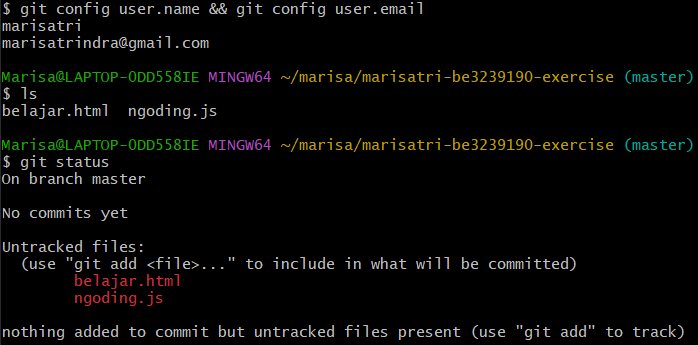 $ git config user.name && git config user.email
marisatri
marisatrindra@gmail.com
Marisa@LAPTOP-ODD558IE MINGW64 ~/marisa/marisatri-be3239190-exercise (master)
$ ls
belajar.html  ngoding.js
Marisa@LAPTOP-ODD558IE MINGW64 ~/marisa/marisatri-be3239190-exercise (master)
$ git status
On branch master
No commits yet
Untracked files:
  (use "git add <file>..." to include in what will be committed)
        belajar.html
        ngoding.js
nothing added to commit but untracked files present (use "git add" to track)